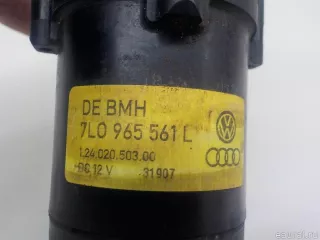 DE BMH
7L0 965 561 L
1.24.020.503.00
DC 12 V 31907